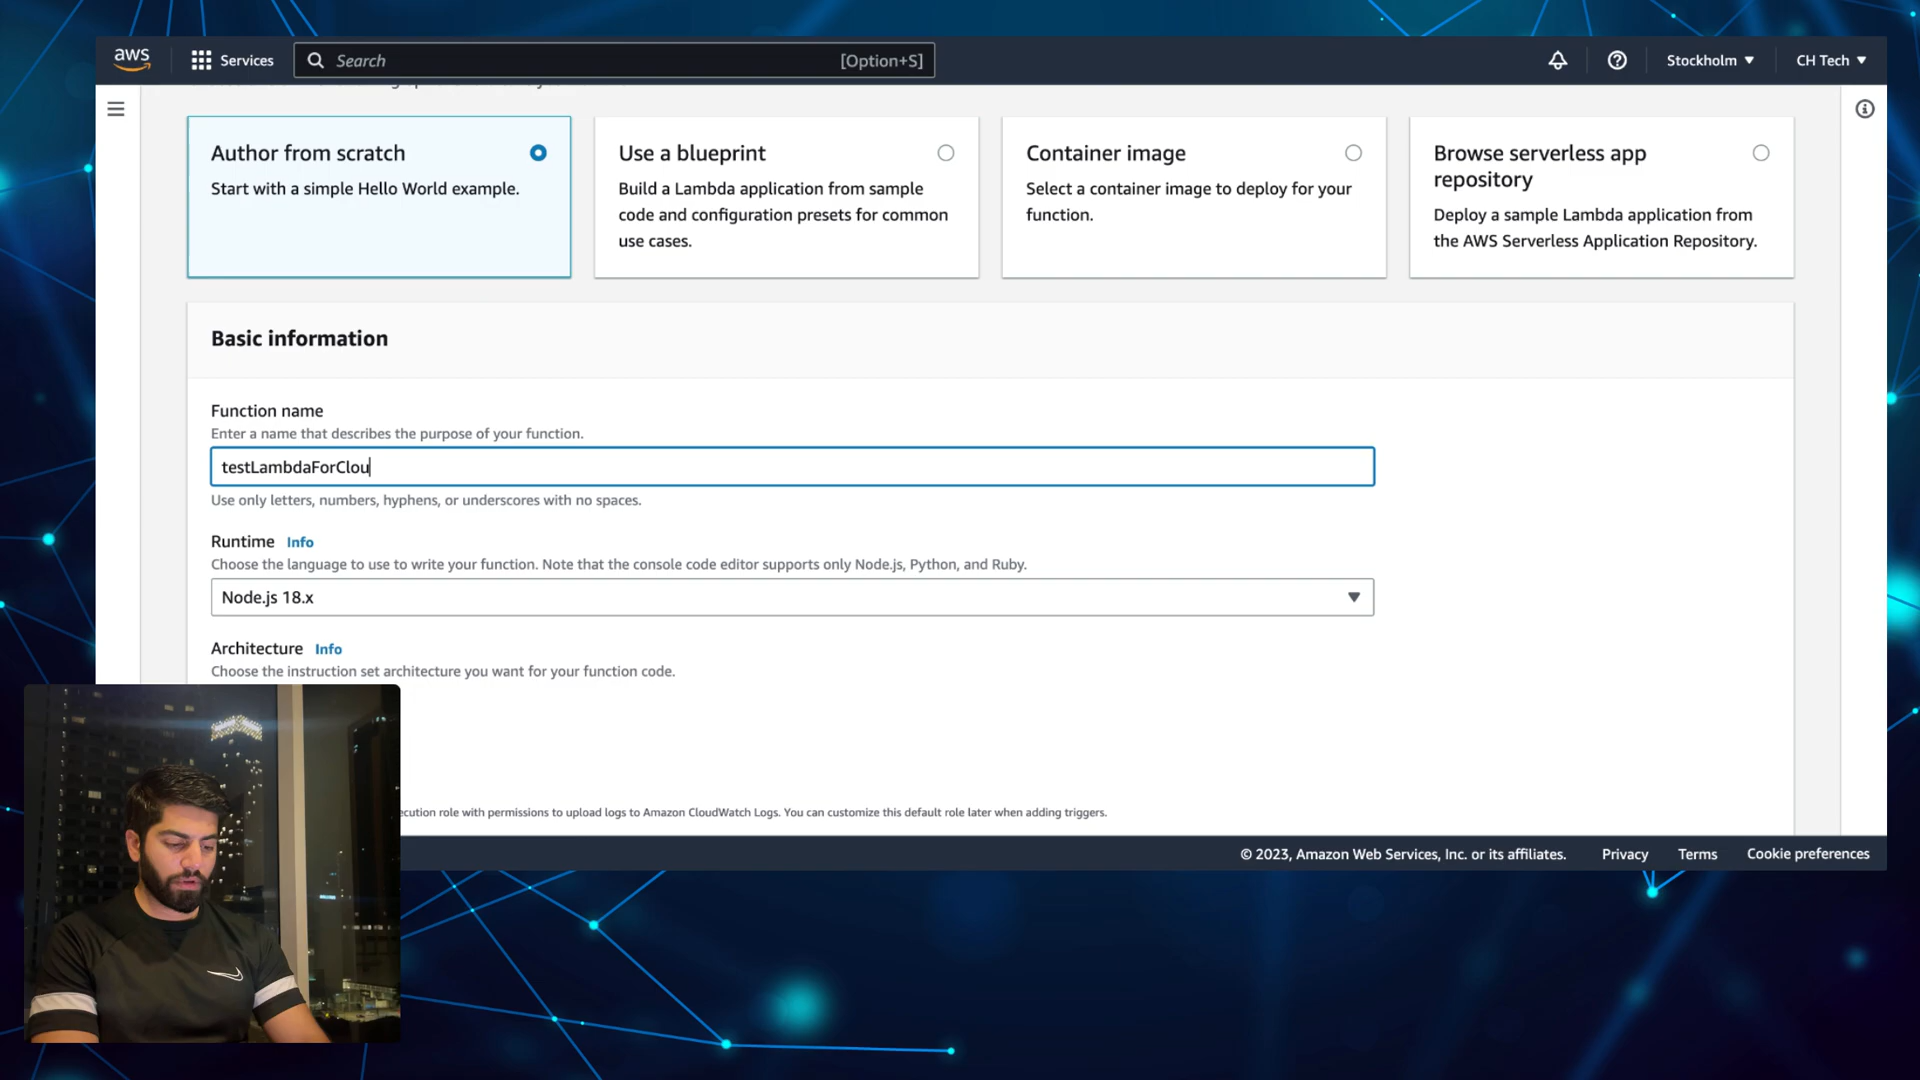 aws
Services
Search
[Option+S]
Stockholm
CH Tech
Author from scratch
Start with a simple Hello World example.
Use a blueprint
Build a Lambda application from sample
code and configuration presets for common
use cases.
Container image
Select a container image to deploy for your
function.
Browse serverless app
repository
Deploy a sample Lambda application from
the AWS Serverless Application Repository.
Basic information
Function name
Enter a name that describes the purpose of your function.
testLambdaForClou
Use only letters, numbers, hyphens, or underscores with no spaces.
Runtime Info
Choose the language to use to write your function. Note that the console code editor supports only Node.js, Python, and Ruby.
Node.js 18.x
Architecture Info
Choose the instruction set architecture you want for your function code.
ecution role with permissions to upload logs to Amazon CloudWatch Logs. You can customize this default role later when adding triggers.
© 2023, Amazon Web Services, Inc. or its affiliates.
Privacy
Terms
Cookie preferences